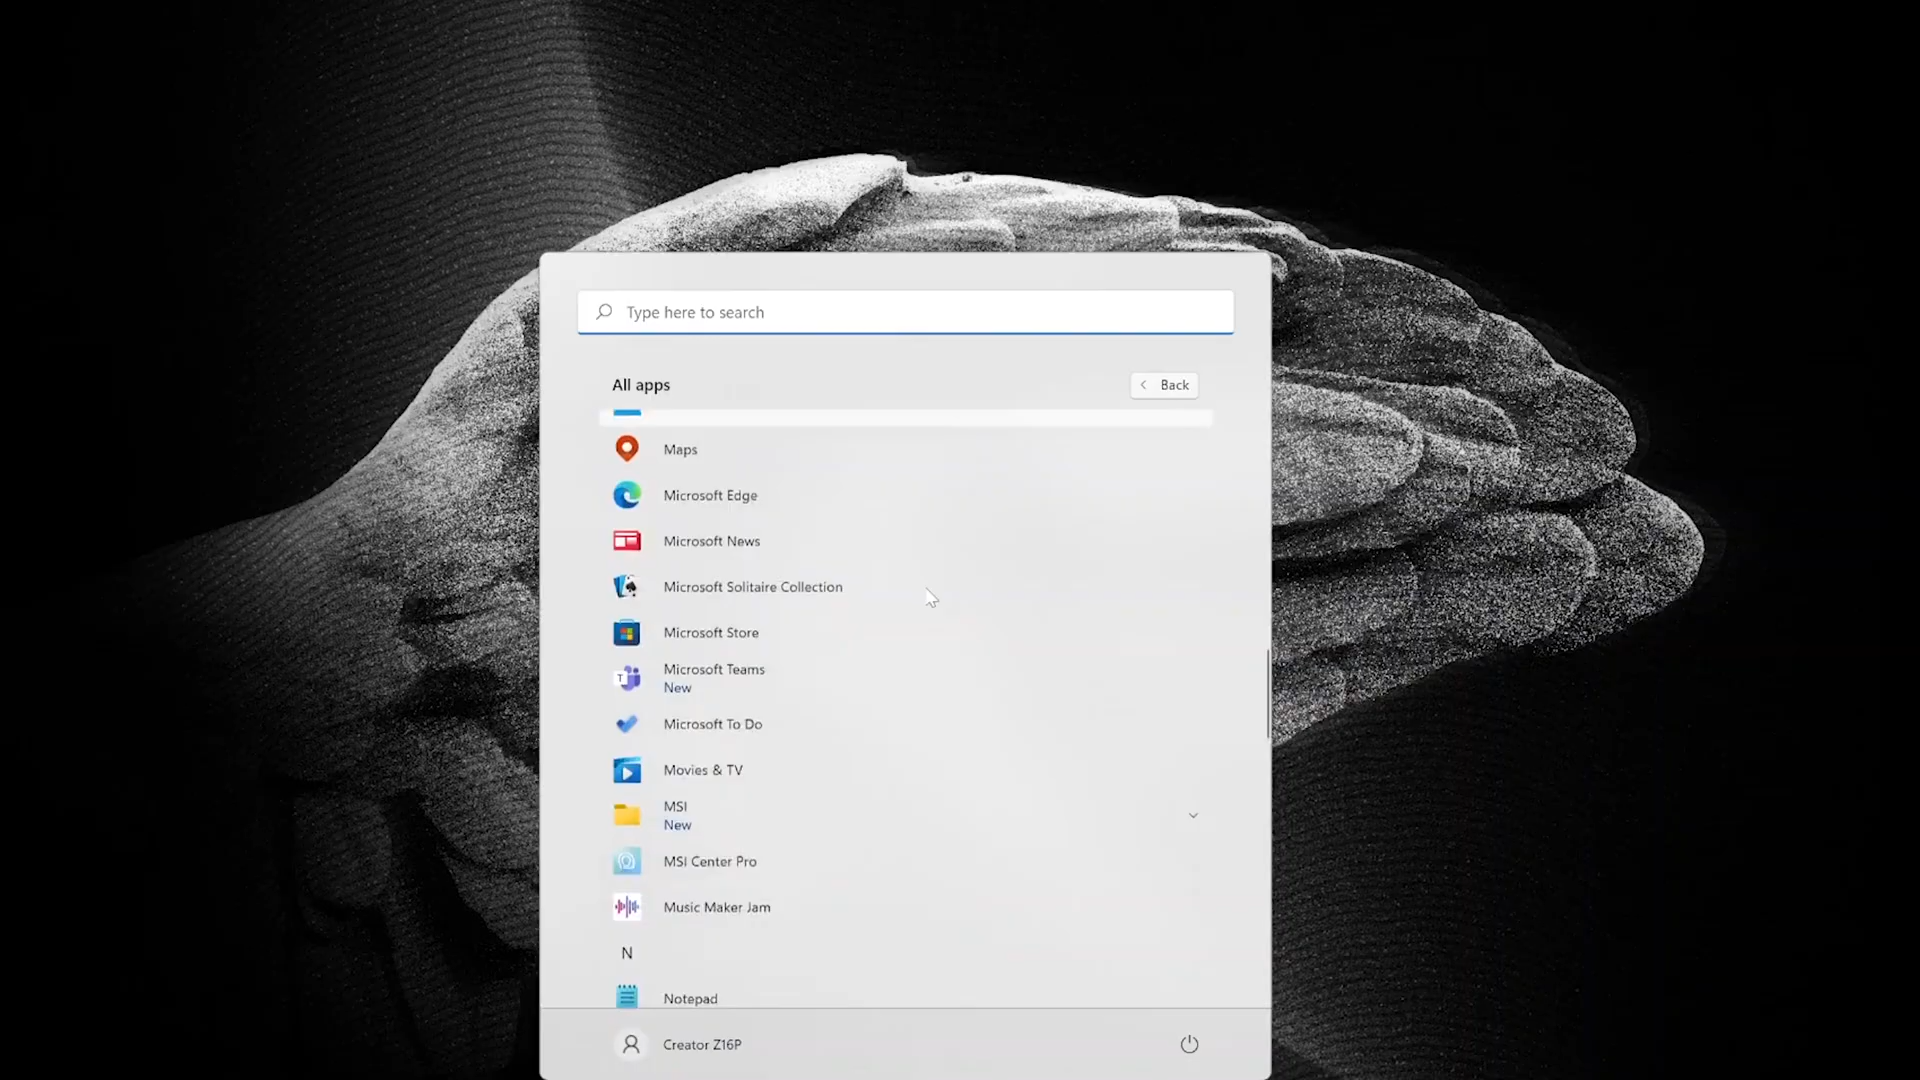 Type here to search
All apps
Back
Maps
Microsoft Edge
Microsoft News
Microsoft Solitaire Collection
Microsoft Store
Microsoft Teams
New
Microsoft To Do
Movies & TV
MSI
New
MSI Center Pro
Music Maker Jam
N
Notepad
Creator Z16P